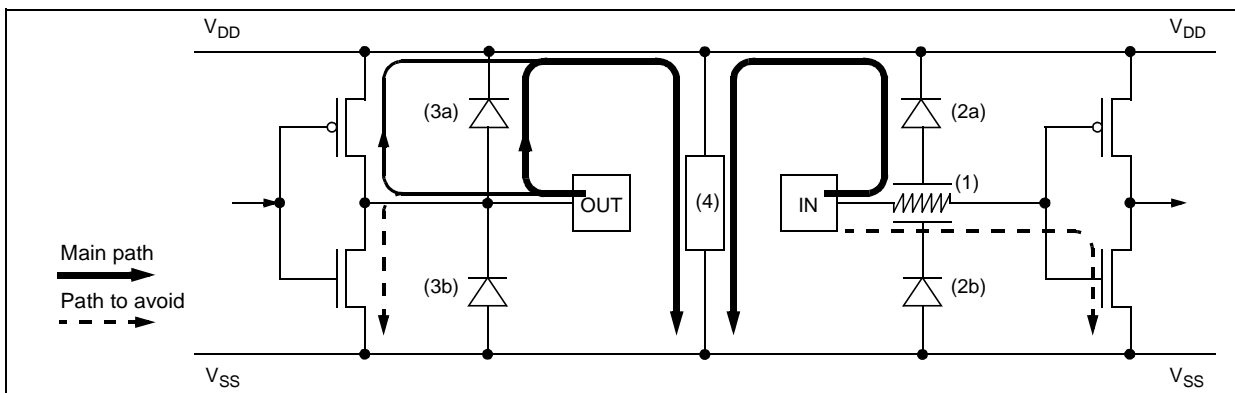 V_DD V_DD
(3a) (2a)
(1)
OUT (4) IN
Main path
(3b) (2b)
Path to avoid
V_SS V_SS